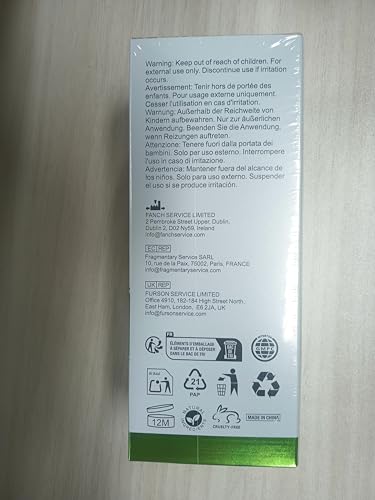 Warning: Keep out of reach of children. For
external use only. Discontinue use if irritation
occurs.
Avertissement: Tenir hors de portée des
enfants. Pour usage externe uniquement.
Cesser l'utilisation en cas d'irritation.
Warnung: Außerhalb der Reichweite von
Kindern aufbewahren. Nur zur äußerlichen
Anwendung, Beenden Sie die Anwendung,
wenn Reizungen auftreten.
Attenzione: Tenere fuori dalla portata dei
bambini. Solo par uso esterno. Interrompere
l'uso in caso di irritazione.
Advertencia: Mantener fuera del alcance de
los niños. Solo para uso externo. Suspender
el uso si se produce irritación.
FANCH SERVICE LIMITED
2 Pembroke Street Upper, Dublin,
Dublin 2, D02 Ny59, Ireland
info@fanchservice.com
EC REP
Fragmentary Service SARL
10, rue de la Paix, 75002, Paris, FRANCE
info@fragmentaryservice.com
UK REP
FURSON SERVICE LIMITED
Office 4910, 182-184 High Street North,
East Ham, London, -E6.2JA, UK
info@fursonservice.com
FR
ÉLÉMENTS D'EMBALLAGE
À SÉPARER ET À DÉPOSER
DANS LE BAC DE TRI
GMPC
21
PAP
12M
NATURAL
INGREDIENTS
CRUELTY-FREE
MADE IN CHINA